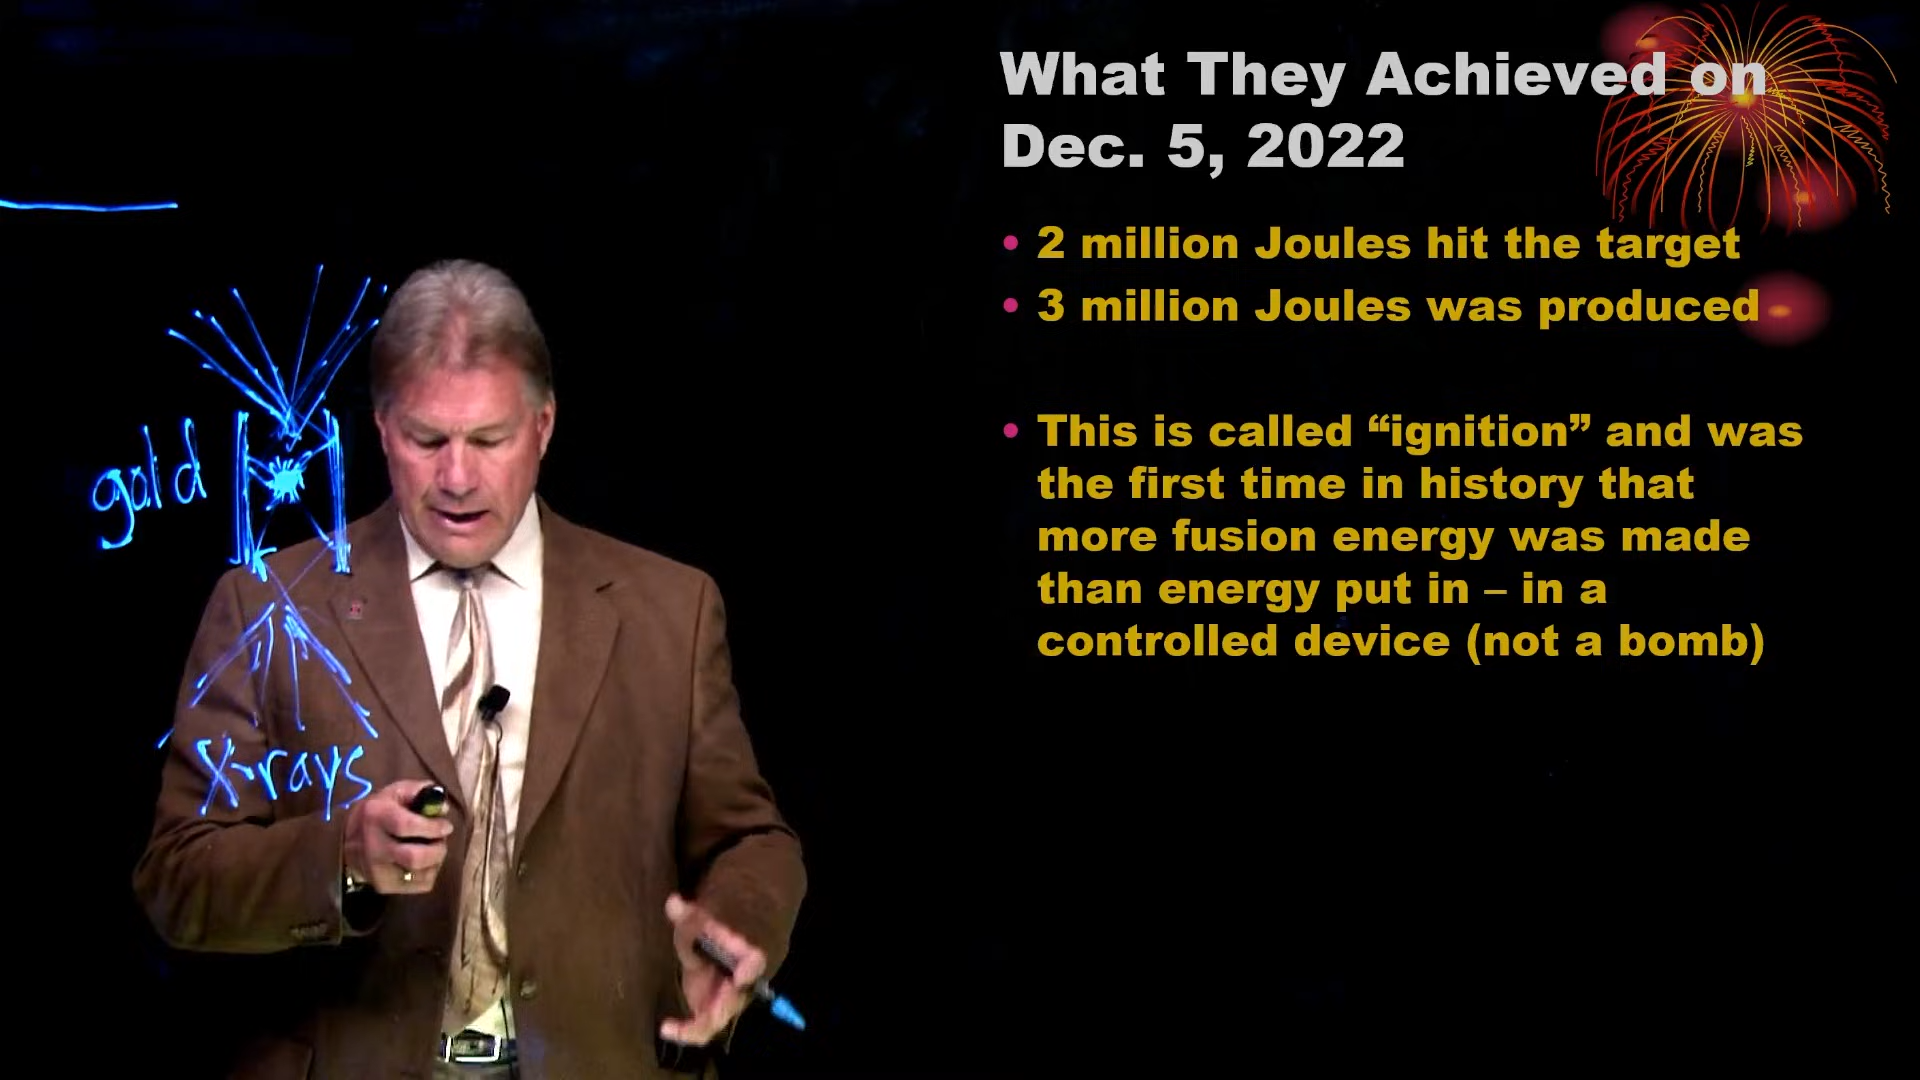 What They Achieved on
Dec. 5, 2022
• 2 million Joules hit the target
• 3 million Joules was produced
• This is called “ignition” and was
the first time in history that
more fusion energy was made
than energy put in – in a
controlled device (not a bomb)
gold
X-rays